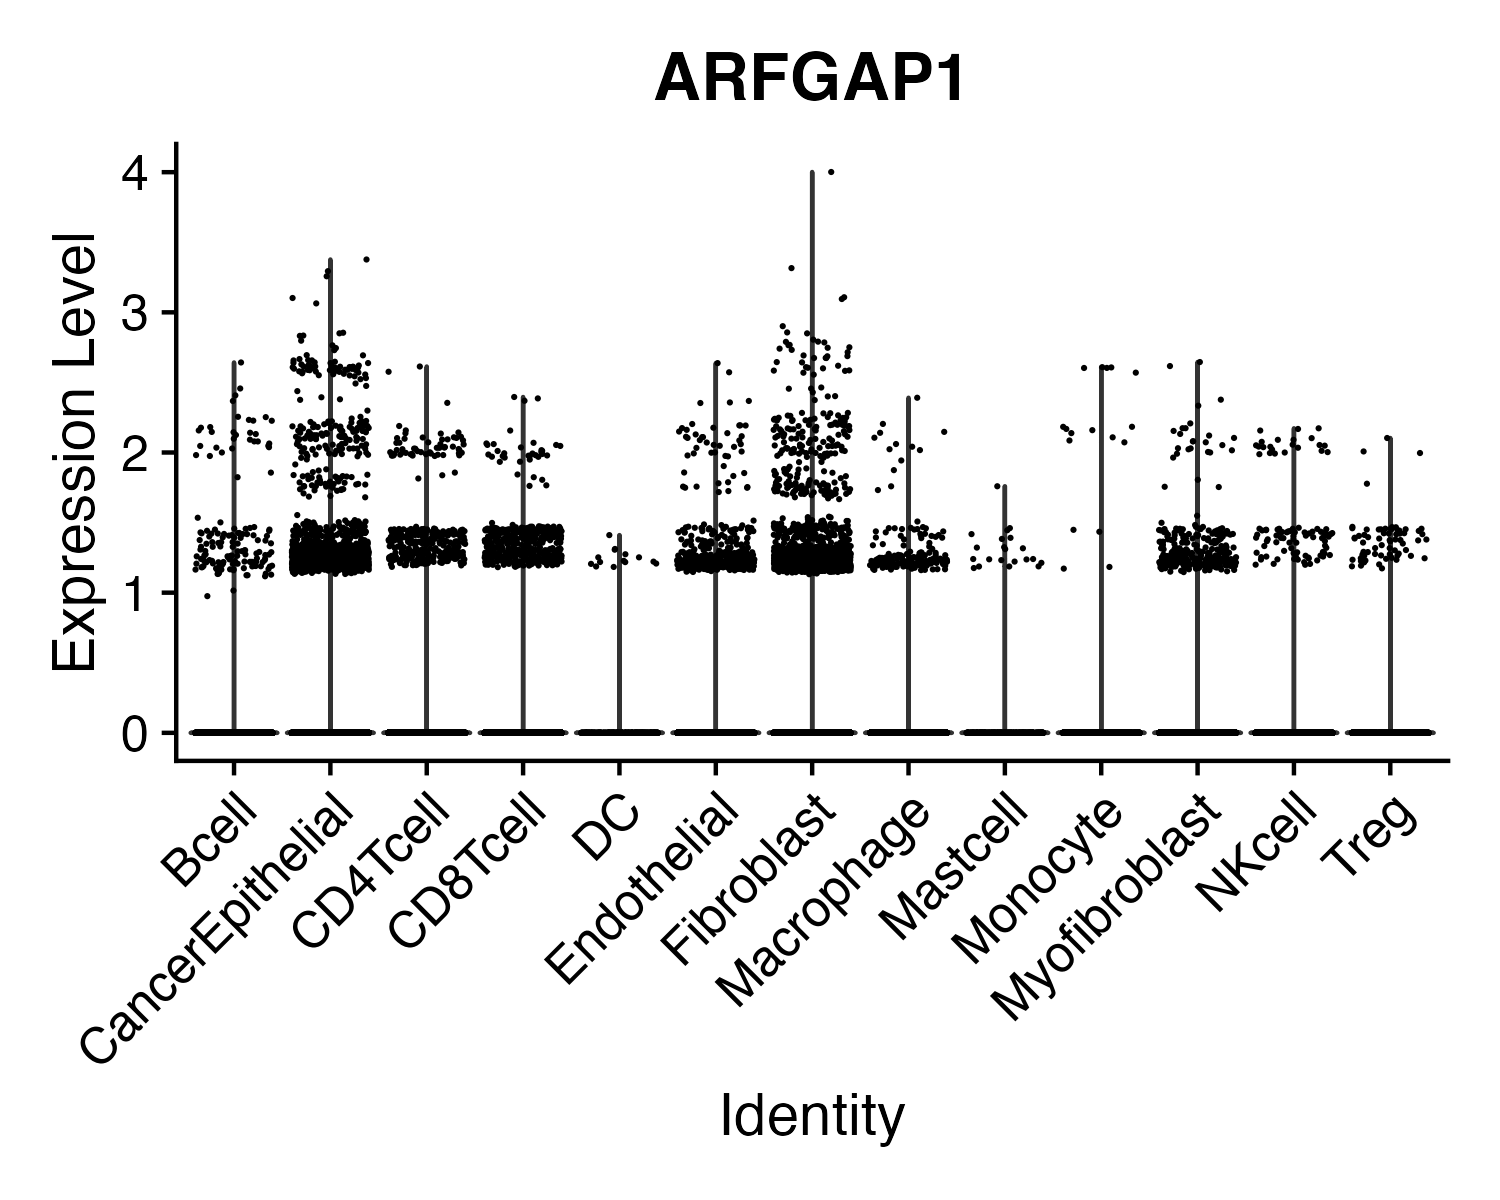 ARFGAP1
Expression Level
4
3
2
1
0
Bcell
CancerEpithelial
CD4Tcell
CD8Tcell
DC
Endothelial
Fibroblast
Macrophage
Mastcell
Monocyte
Myofibroblast
NKcell
Treg
Identity